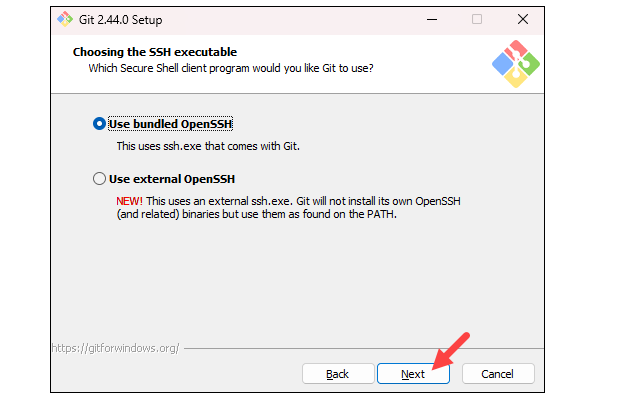 Git 2.44.0 Setup
Choosing the SSH executable
Which Secure Shell client program would you like Git to use?
Use bundled OpenSSH
This uses ssh.exe that comes with Git.
Use external OpenSSH
NEW! This uses an external ssh.exe. Git will not install its own OpenSSH
(and related) binaries but use them as found on the PATH.
https://gitforwindows.org/
Back Next Cancel